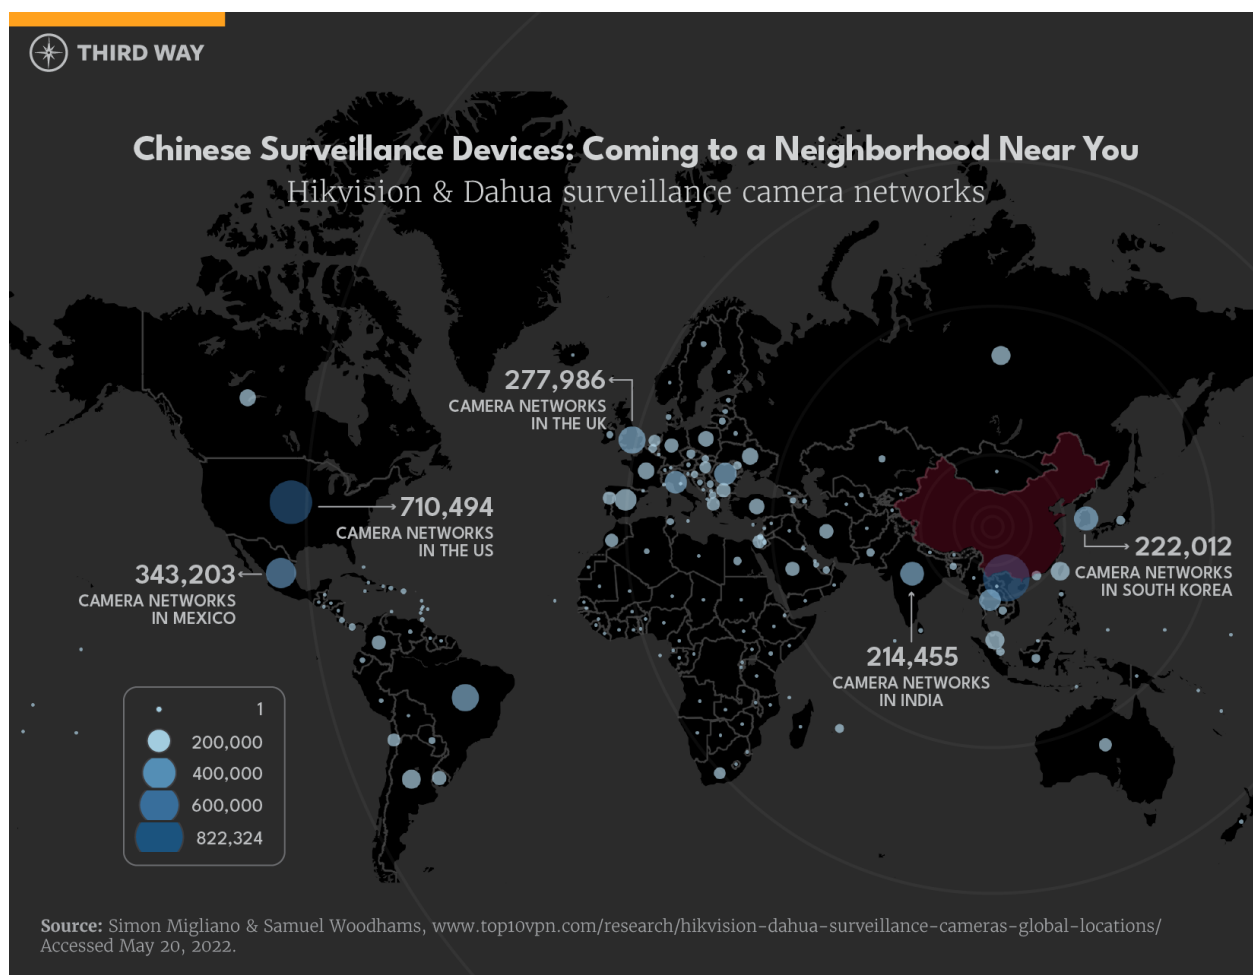 THIRD WAY
Chinese Surveillance Devices: Coming to a Neighborhood Near You
Hikvision & Dahua surveillance camera networks
277,986
CAMERA NETWORKS
IN THE UK
710,494
CAMERA NETWORKS
IN THE US
343,203
CAMERA NETWORKS
IN MEXICO
222,012
CAMERA NETWORKS
IN SOUTH KOREA
214,455
CAMERA NETWORKS
IN INDIA
1
200,000
400,000
600,000
822,324
Source: Simon Migliano & Samuel Woodhams, www.top10vpn.com/research/hikvision-dahua-surveillance-cameras-global-locations/
Accessed May 20, 2022.